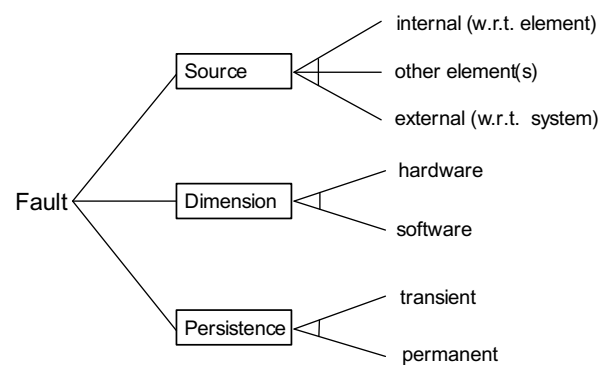 internal (w.r.t. element)
Source
other element(s)
external (w.r.t. system)
hardware
Fault
Dimension
software
transient
Persistence
permanent